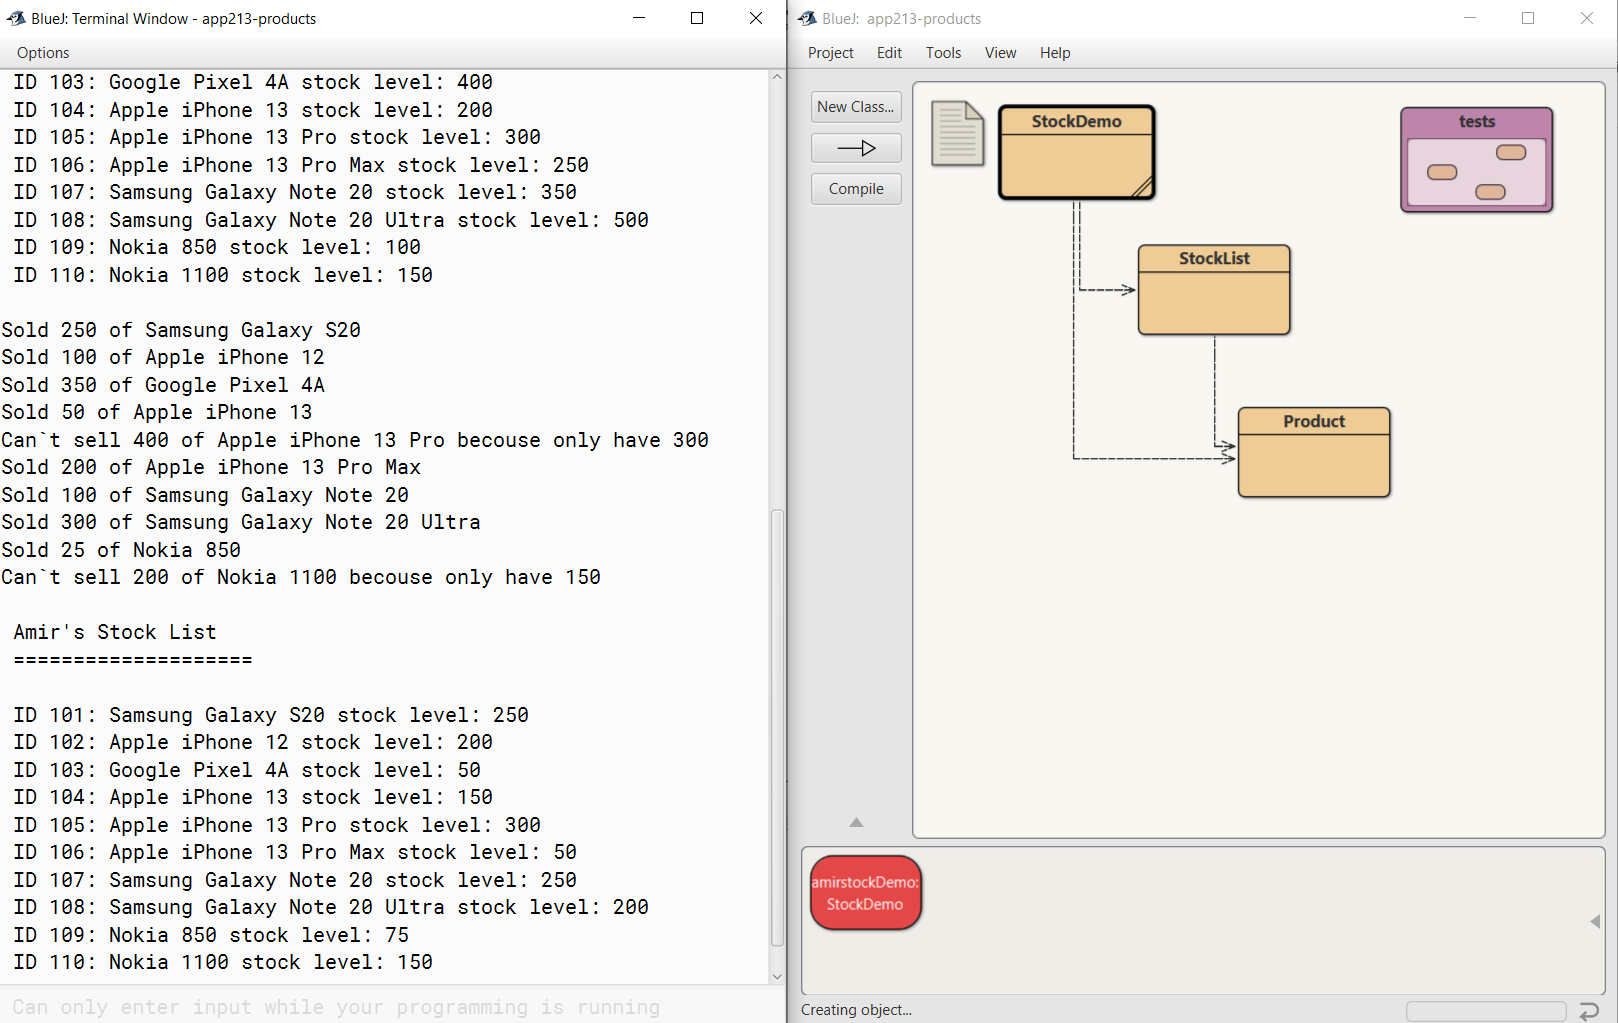 BlueJ: Terminal Window - app213-products
Options
ID 103: Google Pixel 4A stock level: 400
ID 104: Apple iPhone 13 stock level: 200
ID 105: Apple iPhone 13 Pro stock level: 300
ID 106: Apple iPhone 13 Pro Max stock level: 250
ID 107: Samsung Galaxy Note 20 stock level: 350
ID 108: Samsung Galaxy Note 20 Ultra stock level: 500
ID 109: Nokia 850 stock level: 100
ID 110: Nokia 1100 stock level: 150
Sold 250 of Samsung Galaxy S20
Sold 100 of Apple iPhone 12
Sold 350 of Google Pixel 4A
Sold 50 of Apple iPhone 13
Can`t sell 400 of Apple iPhone 13 Pro becouse only have 300
Sold 200 of Apple iPhone 13 Pro Max
Sold 100 of Samsung Galaxy Note 20
Sold 300 of Samsung Galaxy Note 20 Ultra
Sold 25 of Nokia 850
Can`t sell 200 of Nokia 1100 becouse only have 150
Amir's Stock List
====================
ID 101: Samsung Galaxy S20 stock level: 250
ID 102: Apple iPhone 12 stock level: 200
ID 103: Google Pixel 4A stock level: 50
ID 104: Apple iPhone 13 stock level: 150
ID 105: Apple iPhone 13 Pro stock level: 300
ID 106: Apple iPhone 13 Pro Max stock level: 50
ID 107: Samsung Galaxy Note 20 stock level: 250
ID 108: Samsung Galaxy Note 20 Ultra stock level: 200
ID 109: Nokia 850 stock level: 75
ID 110: Nokia 1100 stock level: 150
Can only enter input while your programming is running
BlueJ: app213-products
Project Edit Tools View Help
New Class...
Compile
StockDemo
tests
StockList
Product
amirstockDemo:
StockDemo
Creating object...